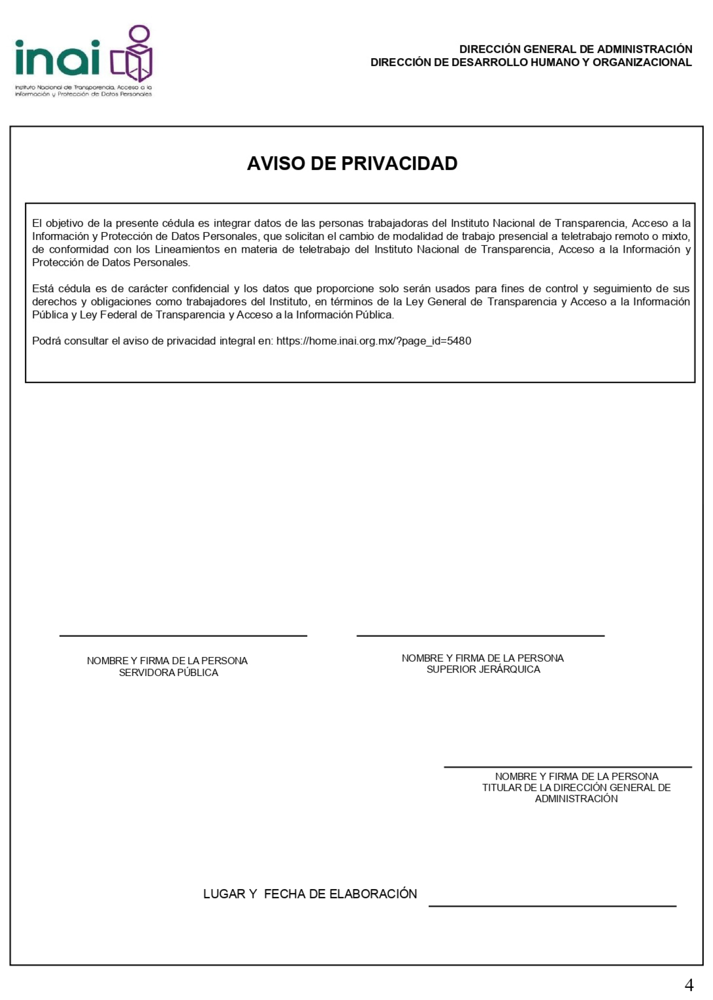 inai
Instituto Nacional de Transparencia, Acceso a la
Información y Protección de Datos Personales
DIRECCIÓN GENERAL DE ADMINISTRACIÓN
DIRECCIÓN DE DESARROLLO HUMANO Y ORGANIZACIONAL
AVISO DE PRIVACIDAD
El objetivo de la presente cédula es integrar datos de las personas trabajadoras del Instituto Nacional de Transparencia, Acceso a la
Información y Protección de Datos Personales, que solicitan el cambio de modalidad de trabajo presencial a teletrabajo remoto o mixto,
de conformidad con los Lineamientos en materia de teletrabajo del Instituto Nacional de Transparencia, Acceso a la Información y
Protección de Datos Personales.
Está cédula es de carácter confidencial y los datos que proporcione solo serán usados para fines de control y seguimiento de sus
derechos y obligaciones como trabajadores del Instituto, en términos de la Ley General de Transparencia y Acceso a la Información
Pública y Ley Federal de Transparencia y Acceso a la Información Pública.
Podrá consultar el aviso de privacidad integral en: https://home.inai.org.mx/?page_id=5480
NOMBRE Y FIRMA DE LA PERSONA
SERVIDORA PÚBLICA
NOMBRE Y FIRMA DE LA PERSONA
SUPERIOR JERÁRQUICA
NOMBRE Y FIRMA DE LA PERSONA
TITULAR DE LA DIRECCIÓN GENERAL DE
ADMINISTRACIÓN
LUGAR Y FECHA DE ELABORACIÓN
4